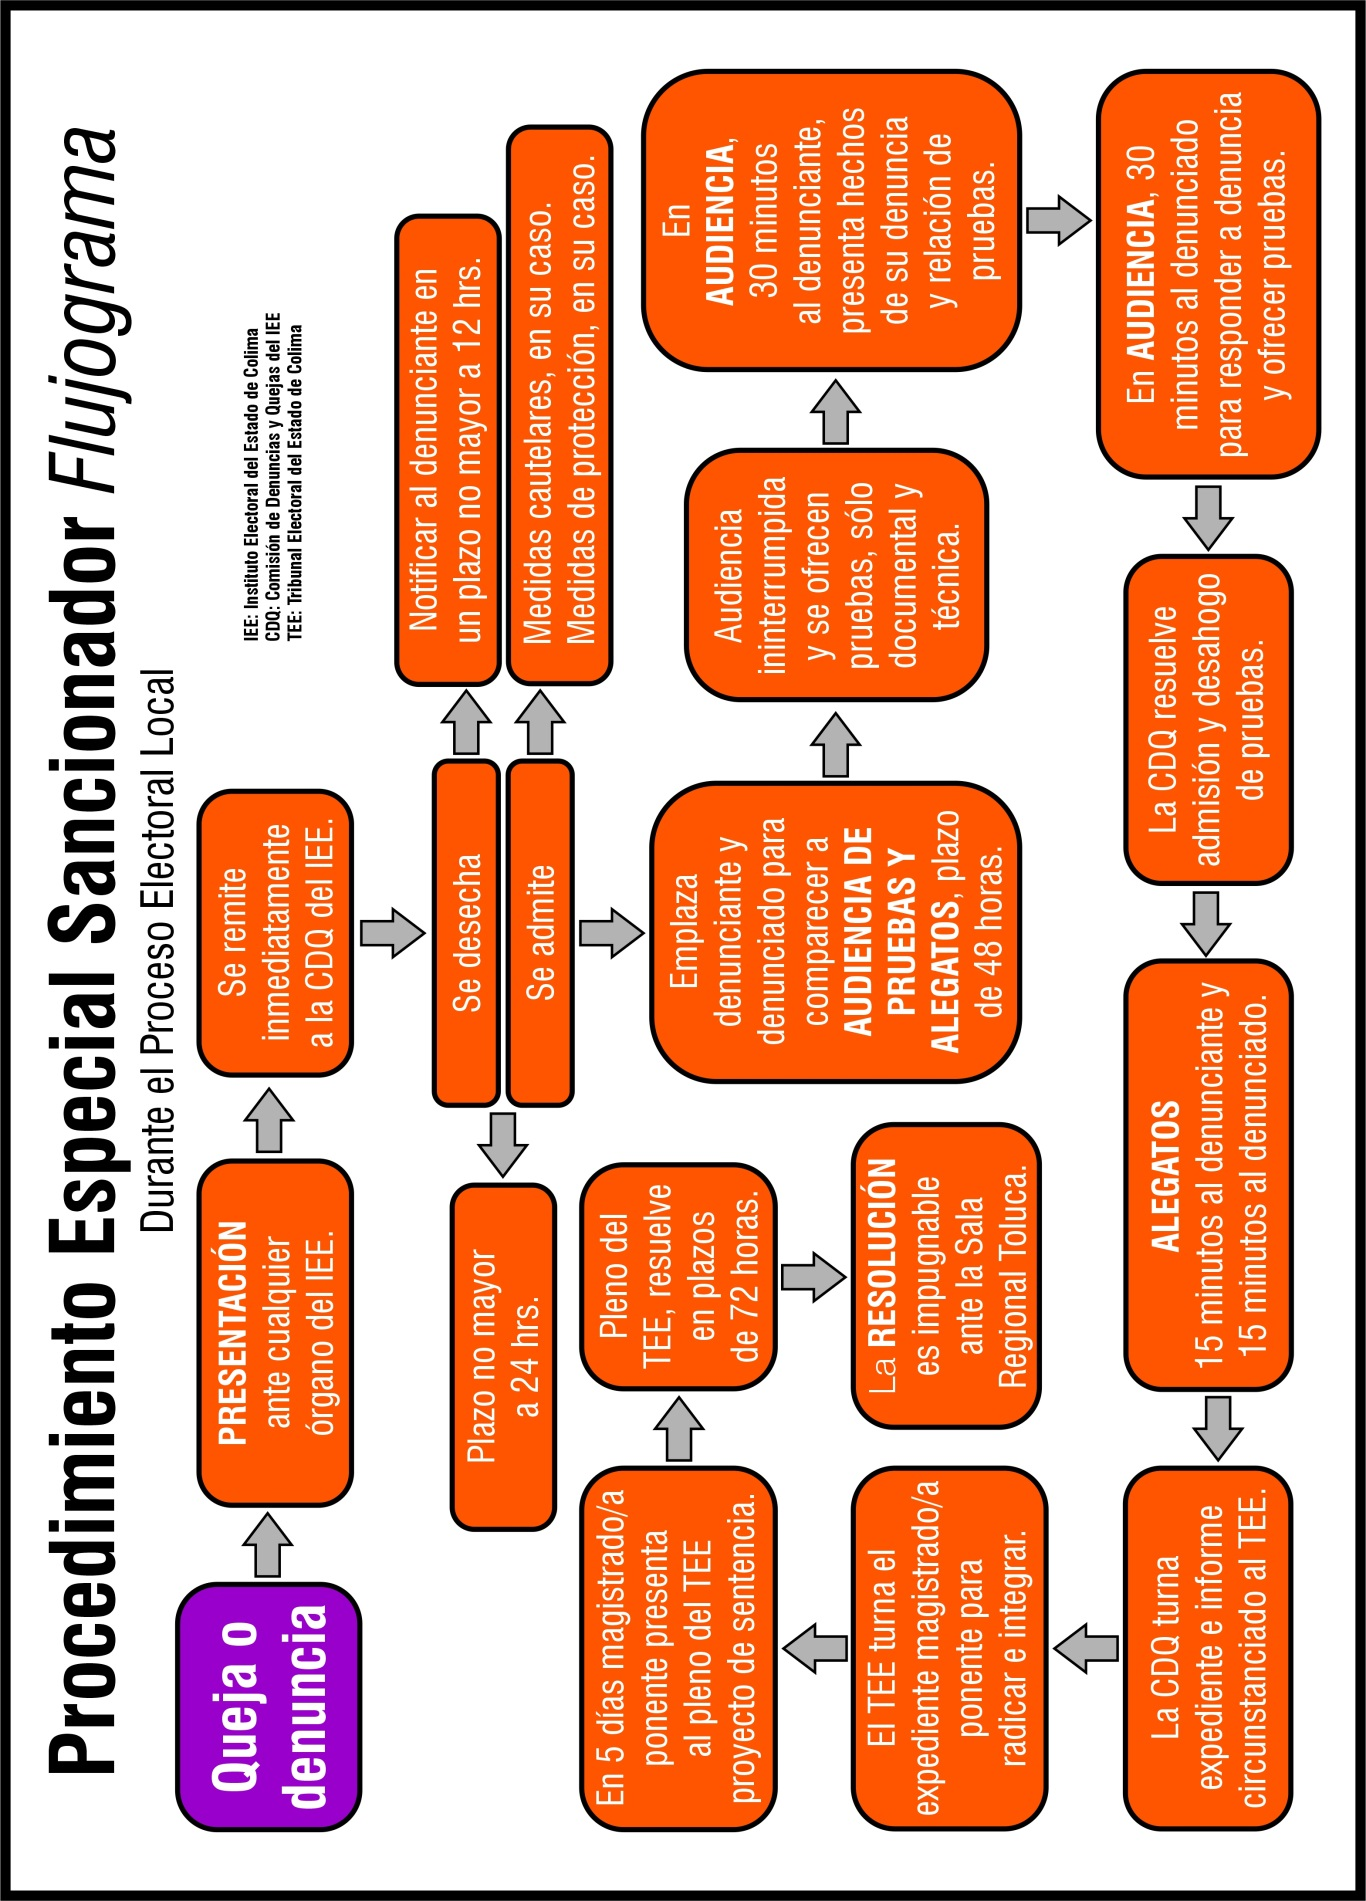 Procedimiento Especial Sancionador Flujograma
Durante el Proceso Electoral Local
IEE: Instituto Electoral del Estado de Colima
CDQ: Comisión de Denuncias y Quejas del IEE
TEE: Tribunal Electoral del Estado de Colima
Queja o
denuncia
PRESENTACIÓN
ante cualquier
órgano del IEE.
Se remite
inmediatamente
a la CDQ del IEE.
Se desecha
Se admite
Plazo no mayor
a 24 hrs.
Notificar al denunciante en
un plazo no mayor a 12 hrs.
Medidas cautelares, en su caso.
Medidas de protección, en su caso.
Emplaza
denunciante y
denunciado para
comparecer a
AUDIENCIA DE
PRUEBAS Y
ALEGATOS, plazo
de 48 horas.
Audiencia
ininterrumpida
y se ofrecen
pruebas, sólo
documental y
técnica.
En
AUDIENCIA,
30 minutos
al denunciante,
presenta hechos
de su denuncia
y relación de
pruebas.
En AUDIENCIA, 30
minutos al denunciado
para responder a denuncia
y ofrecer pruebas.
La CDQ resuelve
admisión y desahogo
de pruebas.
ALEGATOS
15 minutos al denunciante y
15 minutos al denunciado.
La CDQ turna
expediente e informe
circunstanciado al TEE.
El TEE turna el
expediente magistrado/a
ponente para
radicar e integrar.
En 5 días magistrado/a
ponente presenta
al pleno del TEE
proyecto de sentencia.
Pleno del
TEE, resuelve
en plazos
de 72 horas.
La RESOLUCIÓN
es impugnable
ante la Sala
Regional Toluca.